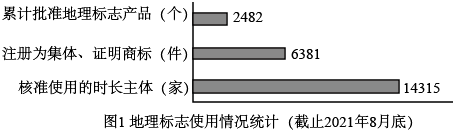 累计批准地理标志产品（个） 2482
注册为集体、证明商标（件） 6381
核准使用的时长主体（家） 14315
图1 地理标志使用情况统计（截止2021年8月底）